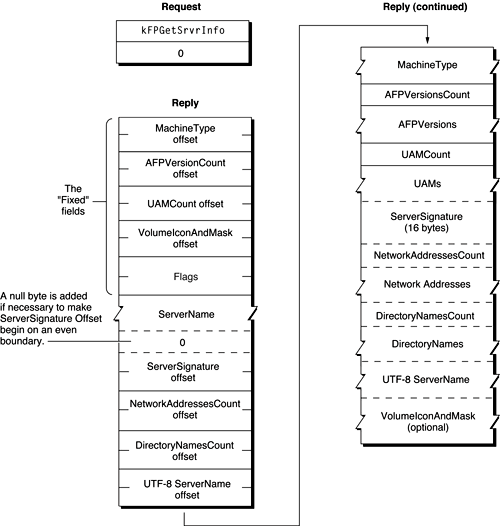 Request
kFPGetSrvrInfo
0
Reply
MachineType
offset
AFPVersionCount
offset
UAMCount offset
VolumeIconAndMask
offset
Flags
The
"Fixed"
fields
ServerName
A null byte is added
if necessary to make
ServerSignature Offset
begin on an even
boundary.
0
ServerSignature
offset
NetworkAddressesCount
offset
DirectoryNamesCount
offset
UTF-8 ServerName
offset
Reply (continued)
MachineType
AFPVersionsCount
AFPVersions
UAMCount
UAMs
ServerSignature
(16 bytes)
NetworkAddressesCount
Network Addresses
DirectoryNamesCount
DirectoryNames
UTF-8 ServerName
VolumeIconAndMask
(optional)